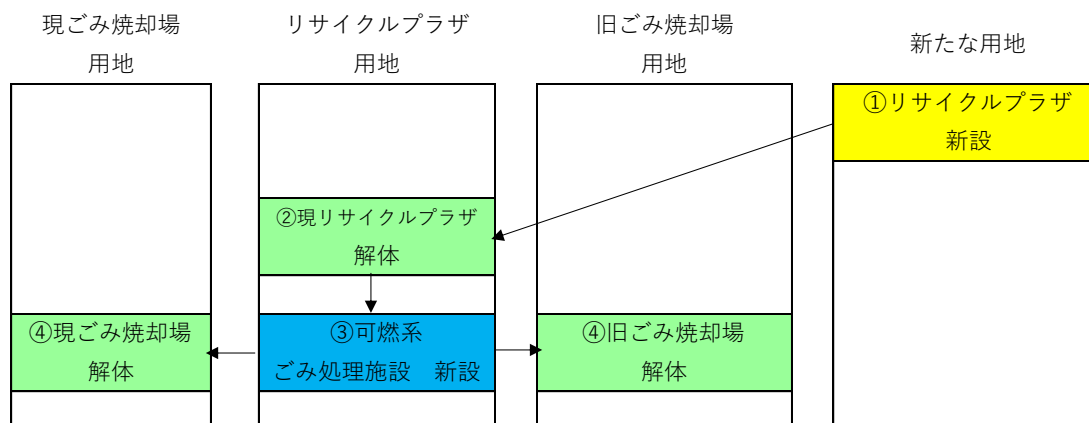 現ごみ焼却場
用地
リサイクルプラザ
用地
旧ごみ焼却場
用地
新たな用地
①リサイクルプラザ
新設
②現リサイクルプラザ
解体
④現ごみ焼却場
解体
③可燃系
ごみ処理施設　新設
④旧ごみ焼却場
解体